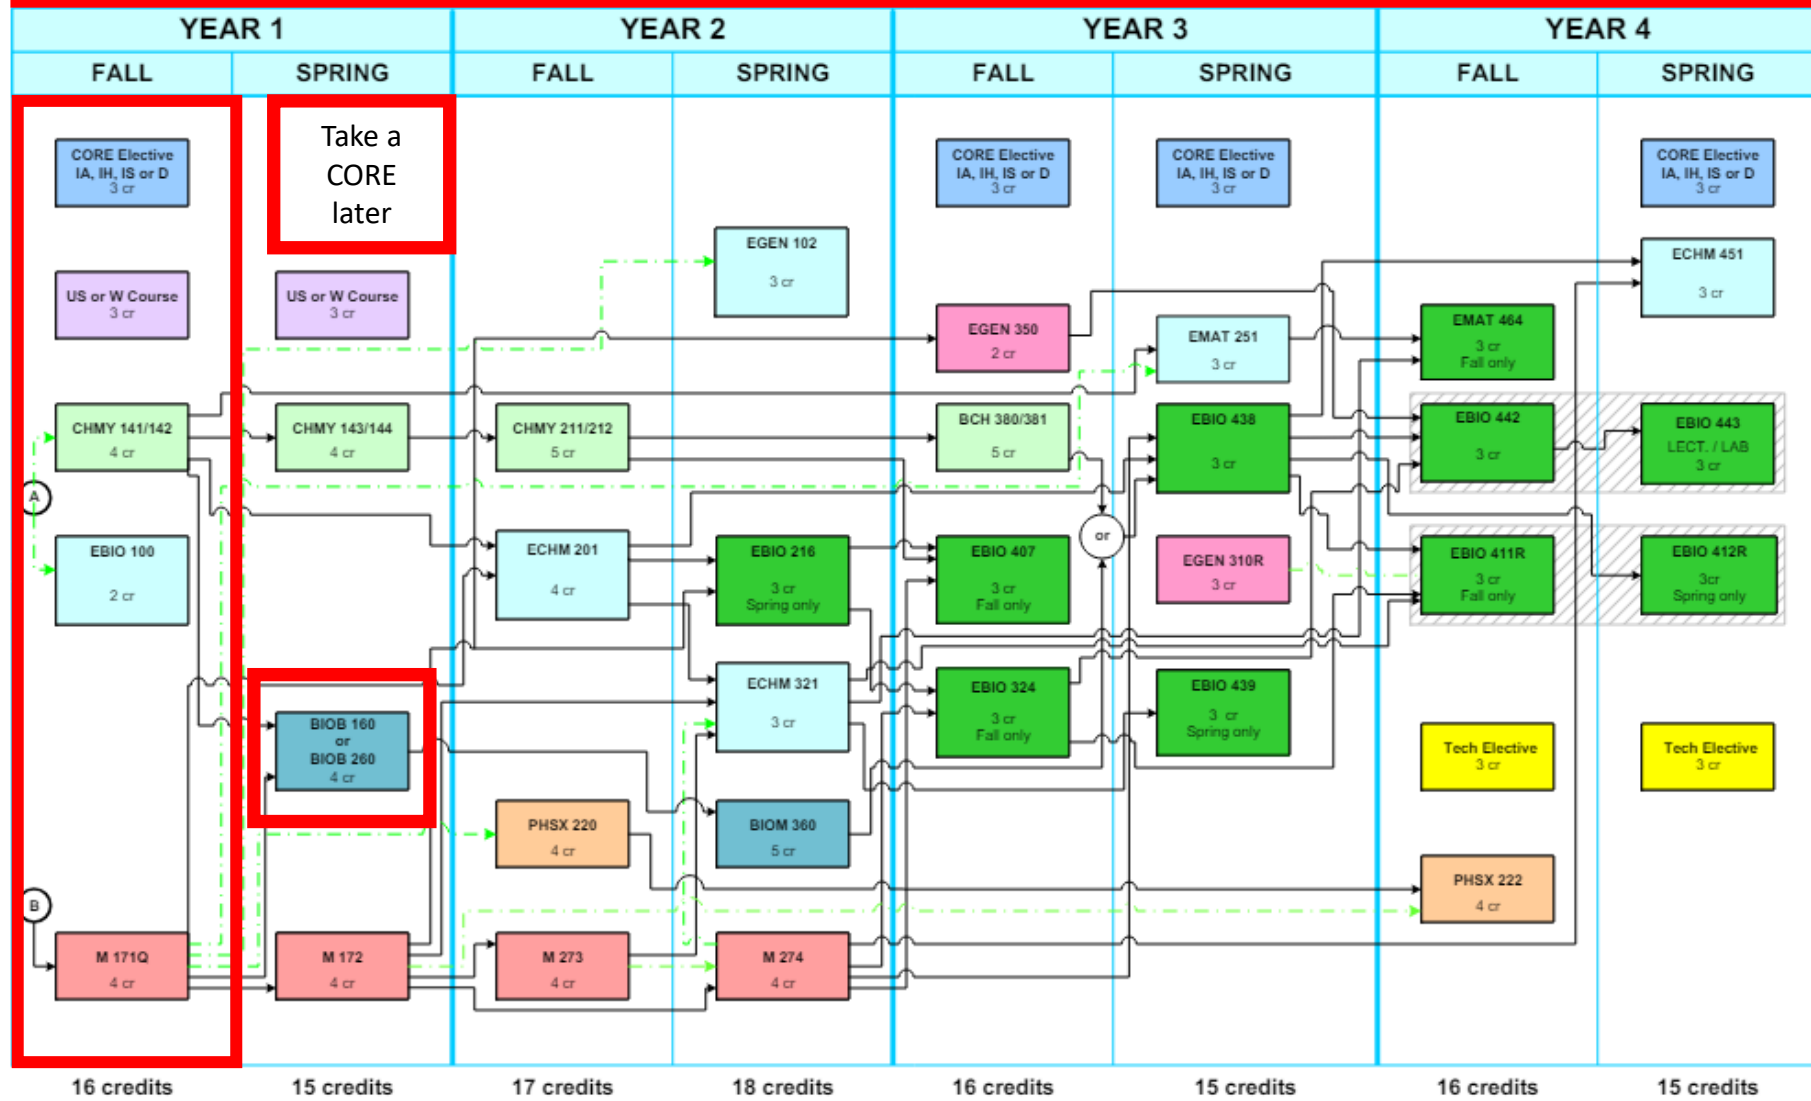 YEAR 1
YEAR 2
YEAR 3
YEAR 4
FALL
SPRING
FALL
SPRING
FALL
SPRING
FALL
SPRING
CORE Elective
IA, IH, IS or D
3 cr
US or W Course
3 cr
CHMY 141/142
4 cr
A
EBIO 100
2 cr
B
M 171Q
4 cr
16 credits
Take a
CORE
later
US or W Course
3 cr
CHMY 143/144
4 cr
BIOB 160
or
BIOB 260
4 cr
M 172
4 cr
15 credits
CHMY 211/212
5 cr
ECHM 201
4 cr
PHSX 220
4 cr
M 273
4 cr
17 credits
EGEN 102
3 cr
EBIO 216
3 cr
Spring only
ECHM 321
3 cr
BIOM 360
5 cr
M 274
4 cr
18 credits
CORE Elective
IA, IH, IS or D
3 cr
EGEN 350
2 cr
BCH 380/381
5 cr
or
EBIO 407
3 cr
Fall only
EBIO 324
3 cr
Fall only
16 credits
CORE Elective
IA, IH, IS or D
3 cr
EMAT 251
3 cr
EBIO 438
3 cr
EGEN 310R
3 cr
EBIO 439
3 cr
Spring only
15 credits
EMAT 464
3 cr
Fall only
EBIO 442
3 cr
EBIO 411R
3 cr
Fall only
Tech Elective
3 cr
PHSX 222
4 cr
16 credits
CORE Elective
IA, IH, IS or D
3 cr
ECHM 451
3 cr
EBIO 443
LECT. / LAB
3 cr
EBIO 412R
3cr
Spring only
Tech Elective
3 cr
15 credits